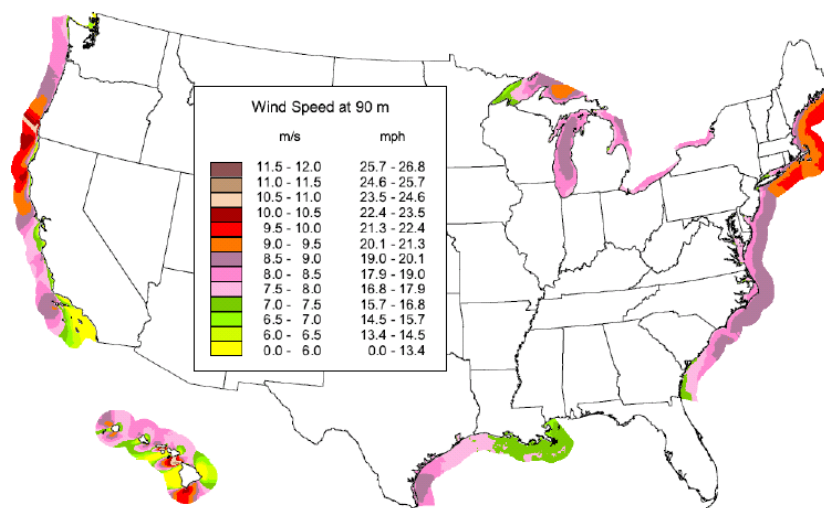 Wind Speed at 90 m
m/s mph
11.5 - 12.0 25.7 - 26.8
11.0 - 11.5 24.6 - 25.7
10.5 - 11.0 23.5 - 24.6
10.0 - 10.5 22.4 - 23.5
9.5 - 10.0 21.3 - 22.4
9.0 - 9.5 20.1 - 21.3
8.5 - 9.0 19.0 - 20.1
8.0 - 8.5 17.9 - 19.0
7.5 - 8.0 16.8 - 17.9
7.0 - 7.5 15.7 - 16.8
6.5 - 7.0 14.5 - 15.7
6.0 - 6.5 13.4 - 14.5
0.0 - 6.0 0.0 - 13.4